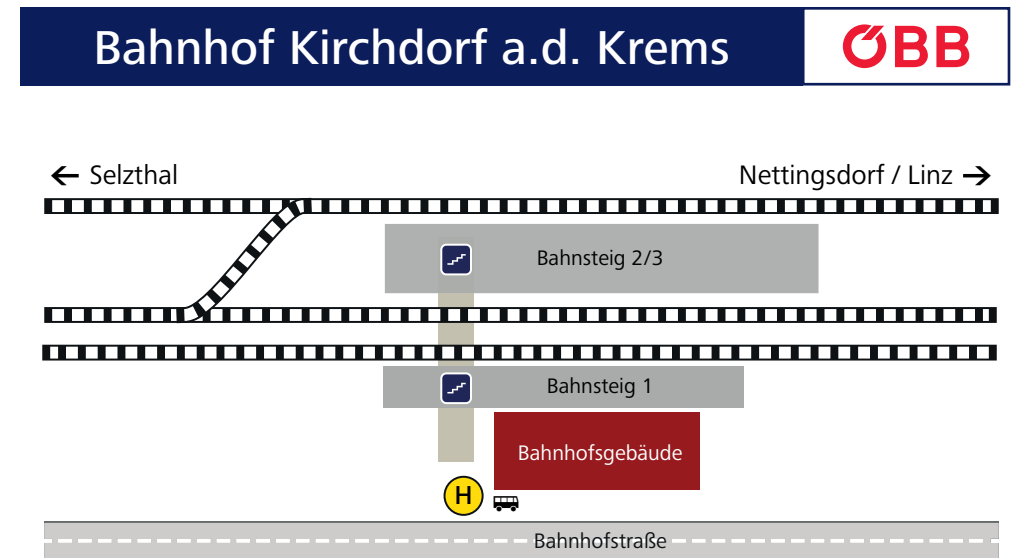 Bahnhof Kirchdorf a.d. Krems
ÖBB
← Selzthal
Nettingsdorf / Linz →
Bahnsteig 2/3
Bahnsteig 1
Bahnhofsgebäude
H
Bahnhofstraße